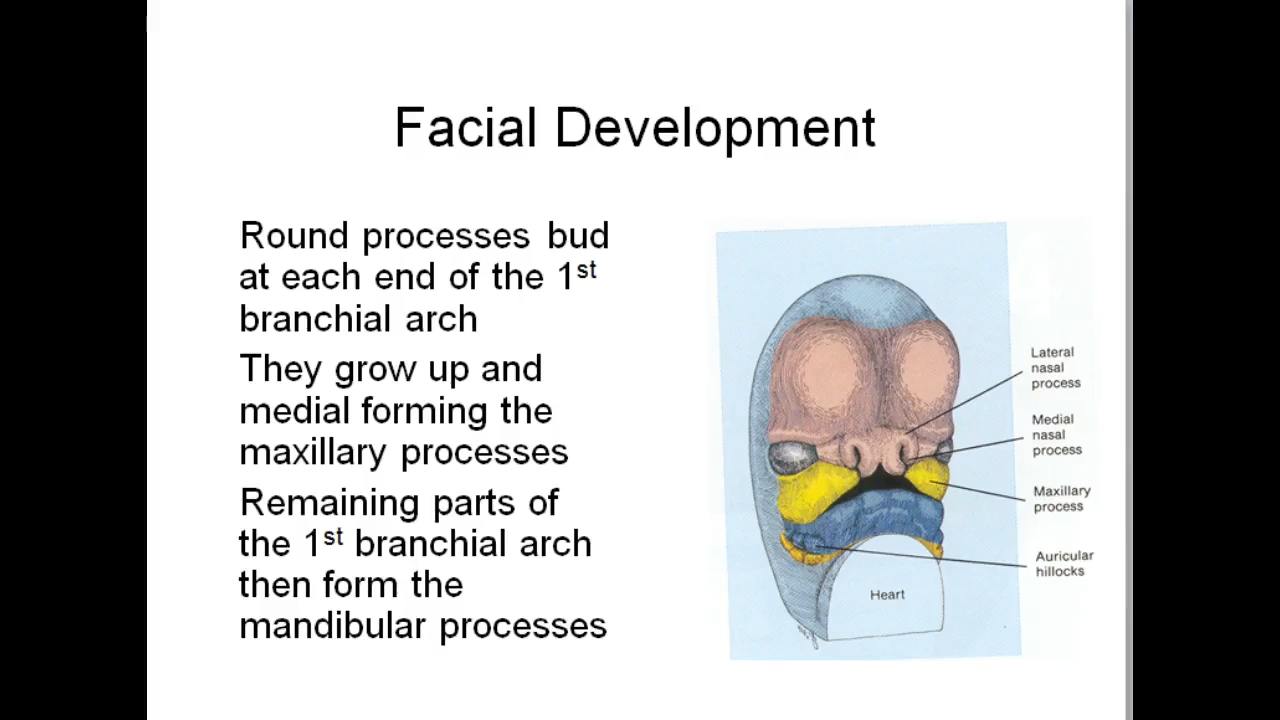 Facial Development
Round processes bud
at each end of the 1st
branchial arch
They grow up and
medial forming the
maxillary processes
Remaining parts of
the 1st branchial arch
then form the
mandibular processes
Lateral
nasal
process
Medial
nasal
process
Maxillary
process
Auricular
hillocks
Heart